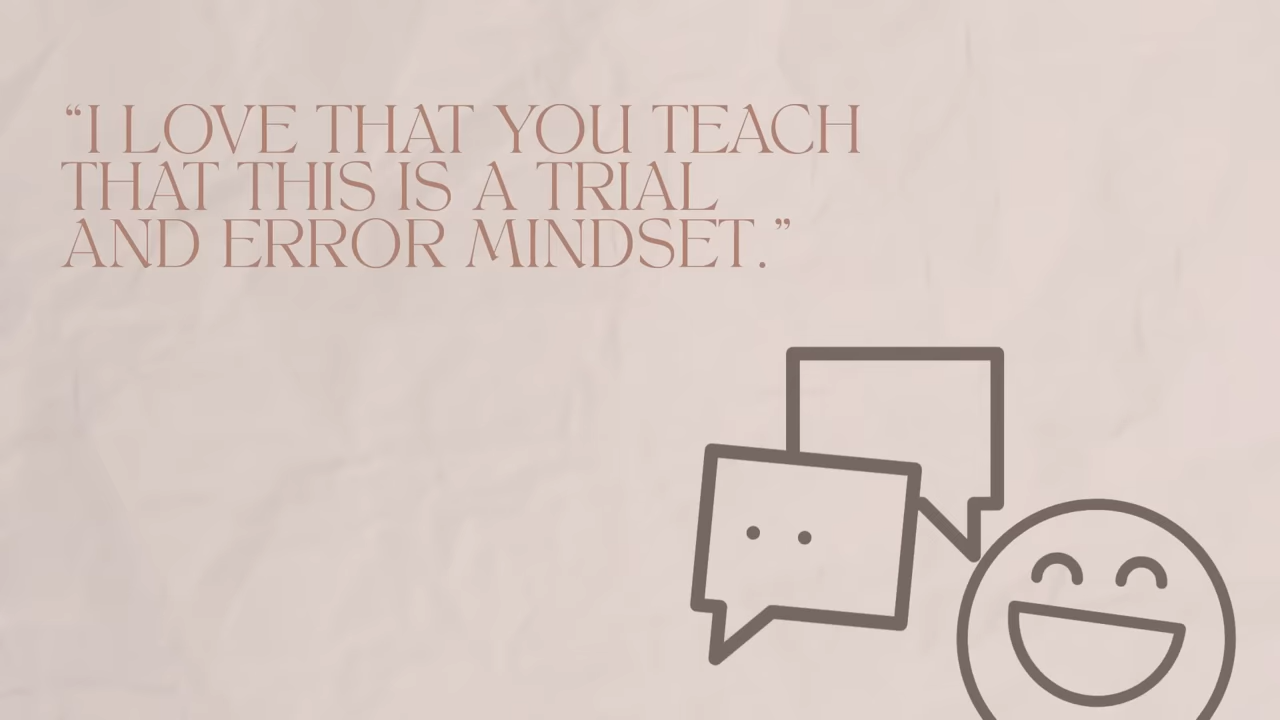 “I LOVE THAT YOU TEACH
THAT THIS IS A TRIAL
AND ERROR MINDSET.”